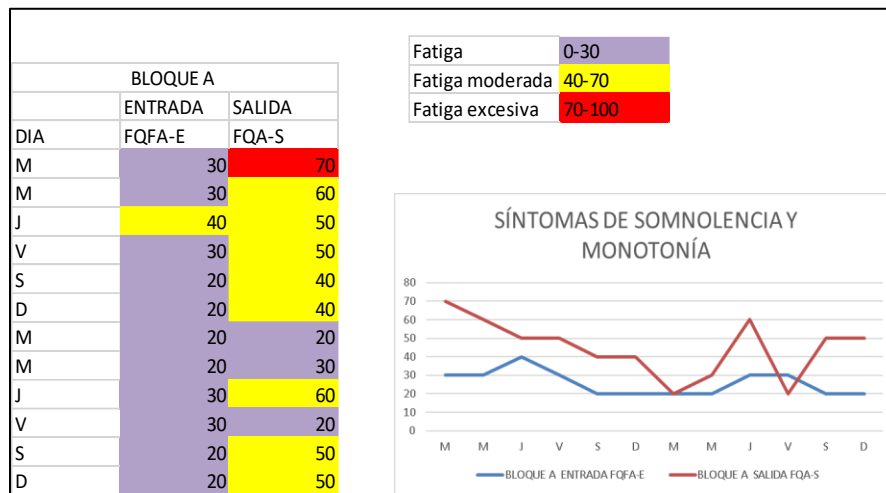 Fatiga 0-30
Fatiga moderada 40-70
Fatiga excesiva 70-100
BLOQUE A
ENTRADA SALIDA
DIA FQFA-E FQA-S
M 30 70
M 30 60
J 40 50
V 30 50
S 20 40
D 20 40
M 20 20
M 20 30
J 30 60
V 30 20
S 20 50
D 20 50
SÍNTOMAS DE SOMNOLENCIA Y
MONOTONÍA
80
70
60
50
40
30
20
10
0
M M J V S D M M J V S D
BLOQUE A ENTRADA FQFA-E BLOQUE A SALIDA FQA-S